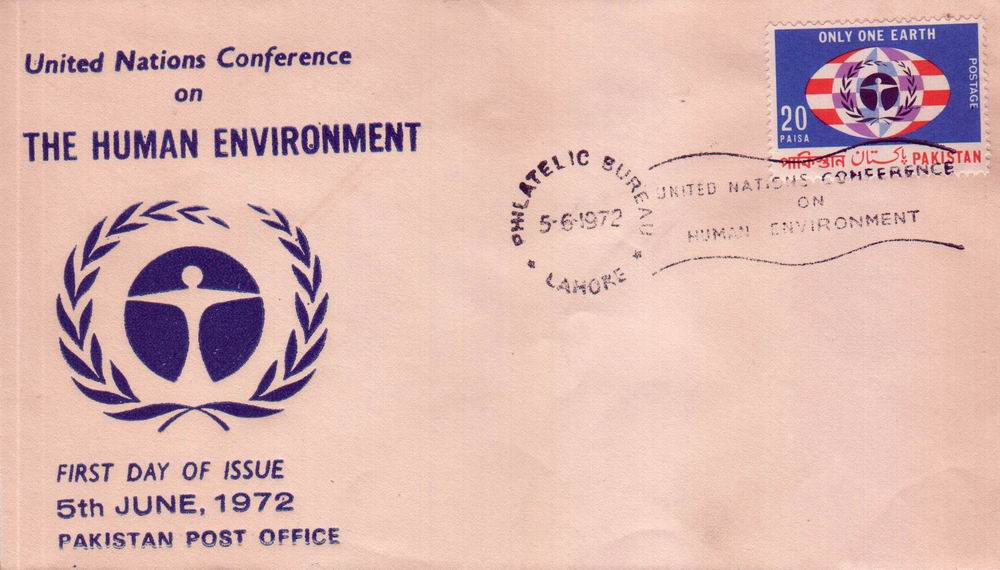 United Nations Conference
on
THE HUMAN ENVIRONMENT
FIRST DAY OF ISSUE
5th JUNE, 1972
PAKISTAN POST OFFICE
PHILATELIC BUREAU
5-6-1972
* LAHORE *
UNITED NATIONS CONFERENCE
ON
HUMAN ENVIRONMENT
ONLY ONE EARTH
POSTAGE
20
PAISA
পাকিস্তান پاکستان PAKISTAN